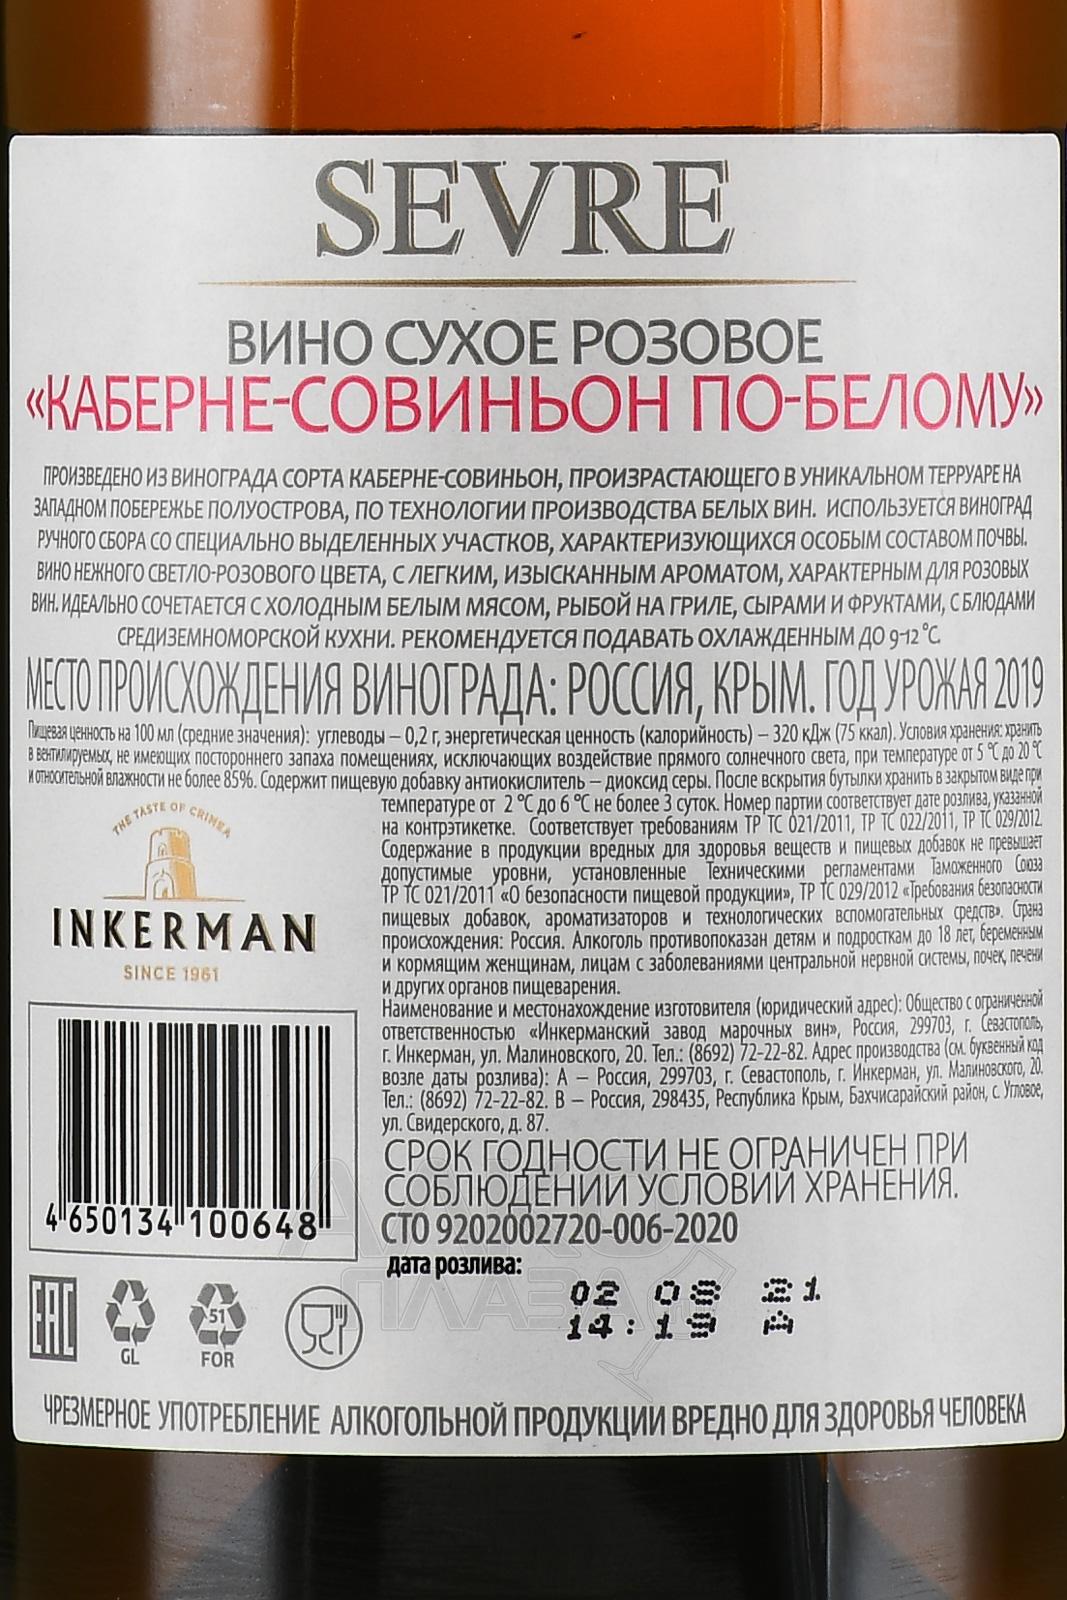 SEVRE
ВИНО СУХОЕ РОЗОВОЕ
«КАБЕРНЕ-СОВИНЬОН ПО-БЕЛОМУ»
ПРОИЗВЕДЕНО ИЗ ВИНОГРАДА СОРТА КАБЕРНЕ-СОВИНЬОН, ПРОИЗРАСТАЮЩЕГО В УНИКАЛЬНОМ ТЕРРУАРЕ НА
ЗАПАДНОМ ПОБЕРЕЖЬЕ ПОЛУОСТРОВА, ПО ТЕХНОЛОГИИ ПРОИЗВОДСТВА БЕЛЫХ ВИН. ИСПОЛЬЗУЕТСЯ ВИНОГРАД
РУЧНОГО СБОРА СО СПЕЦИАЛЬНО ВЫДЕЛЕННЫХ УЧАСТКОВ, ХАРАКТЕРИЗУЮЩИХСЯ ОСОБЫМ СОСТАВОМ ПОЧВЫ.
ВИНО НЕЖНОГО СВЕТЛО-РОЗОВОГО ЦВЕТА, С ЛЕГКИМ, ИЗЫСКАННЫМ АРОМАТОМ, ХАРАКТЕРНЫМ ДЛЯ РОЗОВЫХ
ВИН. ИДЕАЛЬНО СОЧЕТАЕТСЯ С ХОЛОДНЫМ БЕЛЫМ МЯСОМ, РЫБОЙ НА ГРИЛЕ, СЫРАМИ И ФРУКТАМИ, С БЛЮДАМИ
СРЕДИЗЕМНОМОРСКОЙ КУХНИ. РЕКОМЕНДУЕТСЯ ПОДАВАТЬ ОХЛАЖДЕННЫМ ДО 9-12 °С.
МЕСТО ПРОИСХОЖДЕНИЯ ВИНОГРАДА: РОССИЯ, КРЫМ. ГОД УРОЖАЯ 2019
Пищевая ценность на 100 мл (средние значения): углеводы – 0,2 г, энергетическая ценность (калорийность) – 320 кДж (75 ккал). Условия хранения: хранить
в вентилируемых, не имеющих постороннего запаха помещениях, исключающих воздействие прямого солнечного света, при температуре от 5 °С до 20 °С
и относительной влажности не более 85%. Содержит пищевую добавку антиокислитель – диоксид серы. После вскрытия бутылки хранить в закрытом виде при
температуре от 2 °С до 6 °С не более 3 суток. Номер партии соответствует дате розлива, указанной
на контрэтикетке. Соответствует требованиям ТР ТС 021/2011, ТР ТС 022/2011, ТР ТС 029/2012.
Содержание в продукции вредных для здоровья веществ и пищевых добавок не превышает
допустимые уровни, установленные Техническими регламентами Таможенного Союза
ТР ТС 021/2011 «О безопасности пищевой продукции», ТР ТС 029/2012 «Требования безопасности
пищевых добавок, ароматизаторов и технологических вспомогательных средств». Страна
происхождения: Россия. Алкоголь противопоказан детям и подросткам до 18 лет, беременным
и кормящим женщинам, лицам с заболеваниями центральной нервной системы, почек, печени
и других органов пищеварения.
Наименование и местонахождение изготовителя (юридический адрес): Общество с ограниченной
ответственностью «Инкерманский завод марочных вин», Россия, 299703, г. Севастополь,
г. Инкерман, ул. Малиновского, 20. Тел.: (8692) 72-22-82. Адрес производства (см. буквенный код
возле даты розлива): А – Россия, 299703, г. Севастополь, г. Инкерман, ул. Малиновского, 20.
Тел.: (8692) 72-22-82. В – Россия, 298435, Республика Крым, Бахчисарайский район, с. Угловое,
ул. Свидерского, д. 87.
СРОК ГОДНОСТИ НЕ ОГРАНИЧЕН ПРИ
СОБЛЮДЕНИИ УСЛОВИЙ ХРАНЕНИЯ.
СТО 9202002720-006-2020
дата розлива:
02 08 21
14:19 А
THE TASTE OF CRIMEA
INKERMAN
SINCE 1961
4 650134 100648
EAC
GL
51
FOR
АЛКО
ПЛАЗА
ЧРЕЗМЕРНОЕ УПОТРЕБЛЕНИЕ АЛКОГОЛЬНОЙ ПРОДУКЦИИ ВРЕДНО ДЛЯ ЗДОРОВЬЯ ЧЕЛОВЕКА